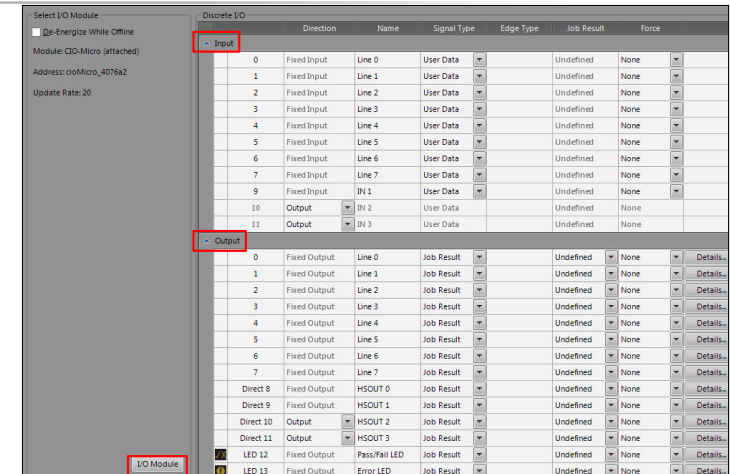 Select I/O Module
De-Energize While Offline
Module: CIO-Micro (attached)
Address: cioMicro_4076a2
Update Rate: 20
I/O Module
Discrete I/O
Direction Name Signal Type Edge Type Job Result Force
Input
0 Fixed Input Line 0 User Data Undefined None
1 Fixed Input Line 1 User Data Undefined None
2 Fixed Input Line 2 User Data Undefined None
3 Fixed Input Line 3 User Data Undefined None
4 Fixed Input Line 4 User Data Undefined None
5 Fixed Input Line 5 User Data Undefined None
6 Fixed Input Line 6 User Data Undefined None
7 Fixed Input Line 7 User Data Undefined None
9 Fixed Input IN 1 User Data Undefined None
10 Output IN 2 User Data Undefined None
11 Output IN 3 User Data Undefined None
Output
0 Fixed Output Line 0 Job Result Undefined None Details...
1 Fixed Output Line 1 Job Result Undefined None Details...
2 Fixed Output Line 2 Job Result Undefined None Details...
3 Fixed Output Line 3 Job Result Undefined None Details...
4 Fixed Output Line 4 Job Result Undefined None Details...
5 Fixed Output Line 5 Job Result Undefined None Details...
6 Fixed Output Line 6 Job Result Undefined None Details...
7 Fixed Output Line 7 Job Result Undefined None Details...
Direct 8 Fixed Output HSOUT 0 Job Result Undefined None Details...
Direct 9 Fixed Output HSOUT 1 Job Result Undefined None Details...
Direct 10 Output HSOUT 2 Job Result Undefined None Details...
Direct 11 Output HSOUT 3 Job Result Undefined None Details...
LED 12 Fixed Output Pass/Fail LED Job Result Undefined None Details...
LED 13 Fixed Output Error LED Job Result Undefined None Details...